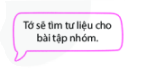 Tớ sẽ tìm tư liệu cho
bài tập nhóm.